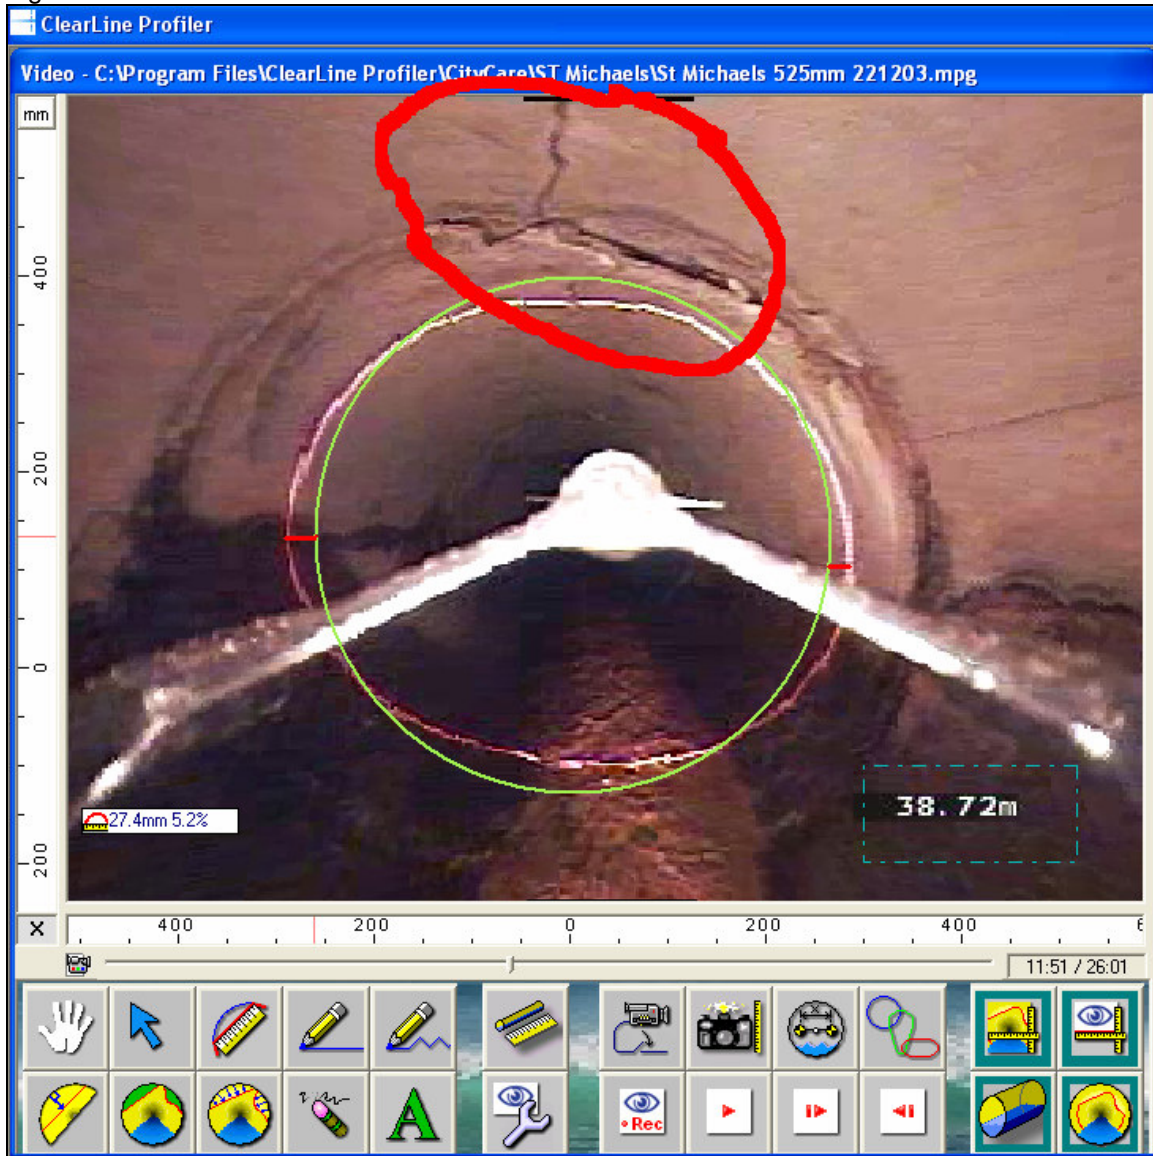 ClearLine Profiler
Video - C:\Program Files\ClearLine Profiler\CityCare\ST Michaels\St Michaels 525mm 221203.mpg
mm
400
200
0
200
27.4mm 5.2%
38.72m
X
400 200 0 200 400
11:51 / 26:01
A
Rec